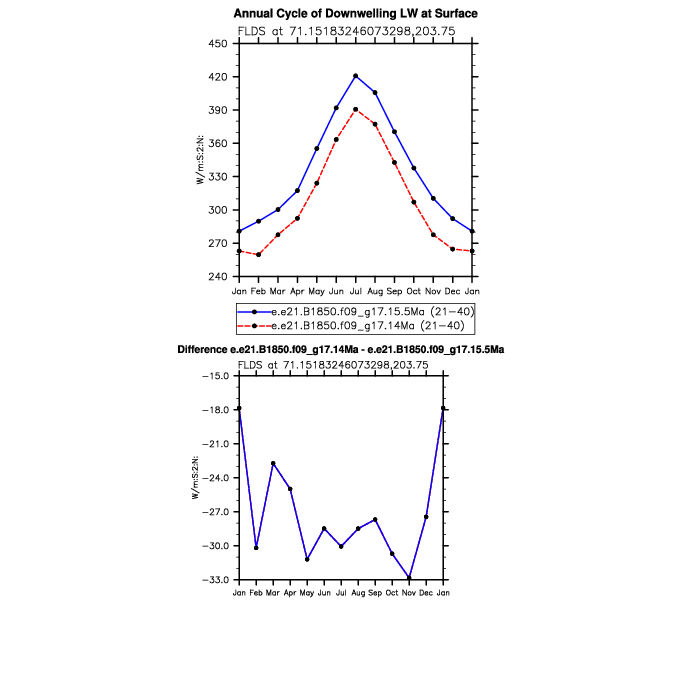 Annual Cycle of Downwelling LW at Surface
FLDS at 71.15183246073298,203.75
450
420
390
360
330
300
270
240
W/m:S:2:N:
Jan Feb Mar Apr May Jun Jul Aug Sep Oct Nov Dec Jan
e.e21.B1850.f09_g17.15.5Ma (21-40)
e.e21.B1850.f09_g17.14Ma (21-40)
Difference e.e21.B1850.f09_g17.14Ma - e.e21.B1850.f09_g17.15.5Ma
FLDS at 71.15183246073298,203.75
-15.0
-18.0
-21.0
-24.0
-27.0
-30.0
-33.0
W/m:S:2:N:
Jan Feb Mar Apr May Jun Jul Aug Sep Oct Nov Dec Jan